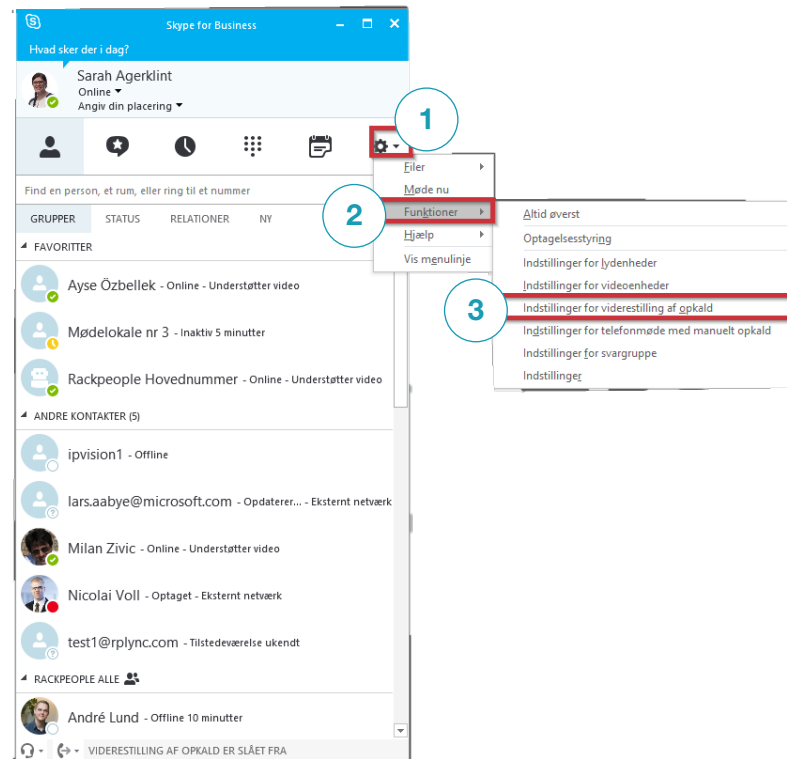 Skype for Business
Hvad sker der i dag?
Sarah Agerklint
Online
Angiv din placering
1
Filer
Møde nu
Find en person, et rum, eller ring til et nummer
2
Funktioner
Altid øverst
GRUPPER STATUS RELATIONER NY
Hjælp
Optagelsesstyring
FAVORITTER
Vis menulinje
Indstillinger for lydenheder
Ayse Özbellek - Online - Understøtter video
Indstillinger for videoenheder
3
Indstillinger for viderestilling af opkald
Mødelokale nr 3 - Inaktiv 5 minutter
Indstillinger for telefonmøde med manuelt opkald
Indstillinger for svargruppe
Rackpeople Hovednummer - Online - Understøtter video
Indstillinger
ANDRE KONTAKTER (5)
ipvision1 - Offline
lars.aabye@microsoft.com - Opdaterer... - Eksternt netværk
Milan Zivic - Online - Understøtter video
Nicolai Voll - Optaget - Eksternt netværk
test1@rplync.com - Tilstedeværelse ukendt
RACKPEOPLE ALLE
André Lund - Offline 10 minutter
VIDERESTILLING AF OPKALD ER SLÅET FRA